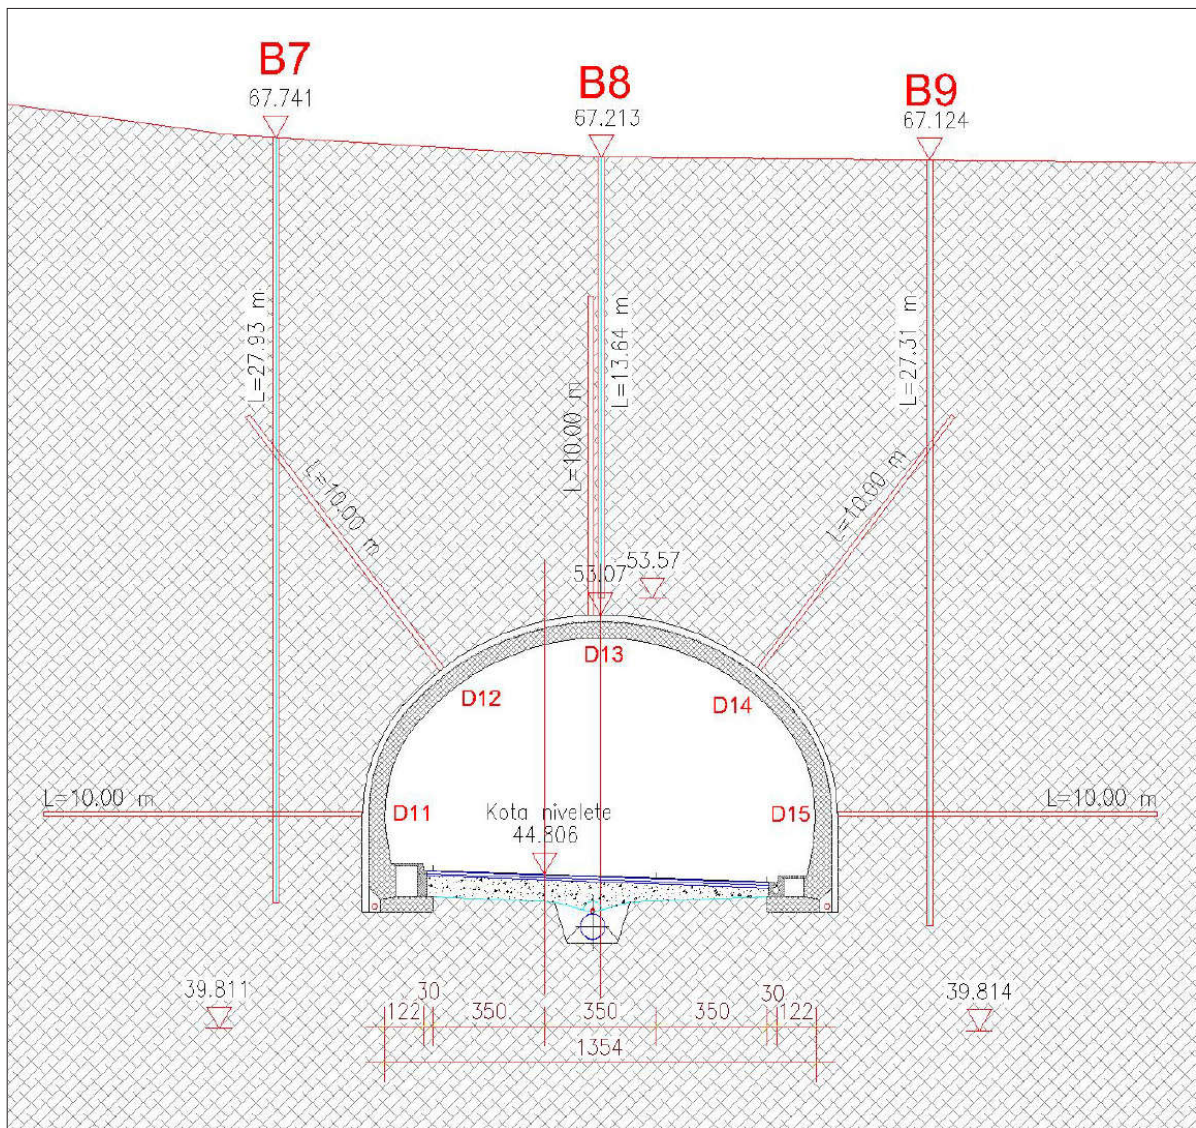 B7
67.741
B8
67.213
B9
67.124
L=27.93 m
L=10.00 m
L=13.64 m
L=27.31 m
L=10.00 m
L=10.00 m
53.07
53.57
D13
D12
D14
L=10.00 m
D11
Kota nivelete
44.806
D15
L=10.00 m
39.811
39.814
30
30
122
350
350
350
122
1354